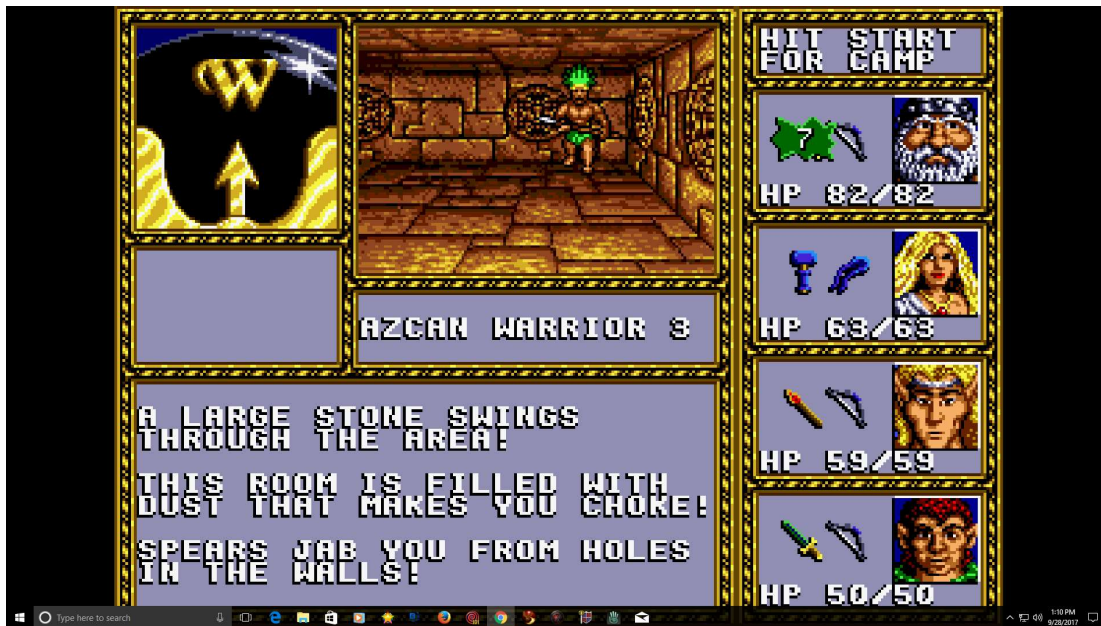 W
HIT START
FOR CAMP
7
HP 82/82
HP 63/63
AZCAN WARRIOR 3
A LARGE STONE SWINGS
THROUGH THE AREA!
THIS ROOM IS FILLED WITH
DUST THAT MAKES YOU CHOKE!
SPEARS JAB YOU FROM HOLES
IN THE WALLS!
HP 59/59
HP 50/50
Type here to search
1:10 PM
9/28/2017